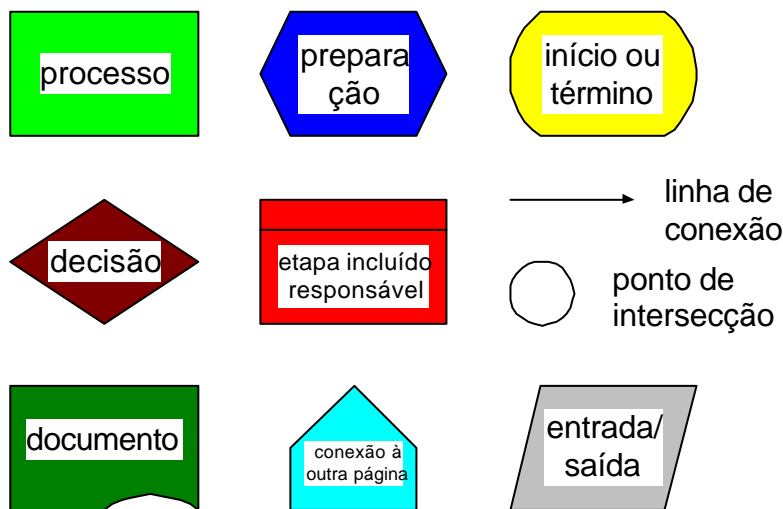 processo
prepara
ção
início ou
término
decisão
etapa incluído
responsável
linha de
conexão
ponto de
intersecção
documento
conexão à
outra página
entrada/
saída